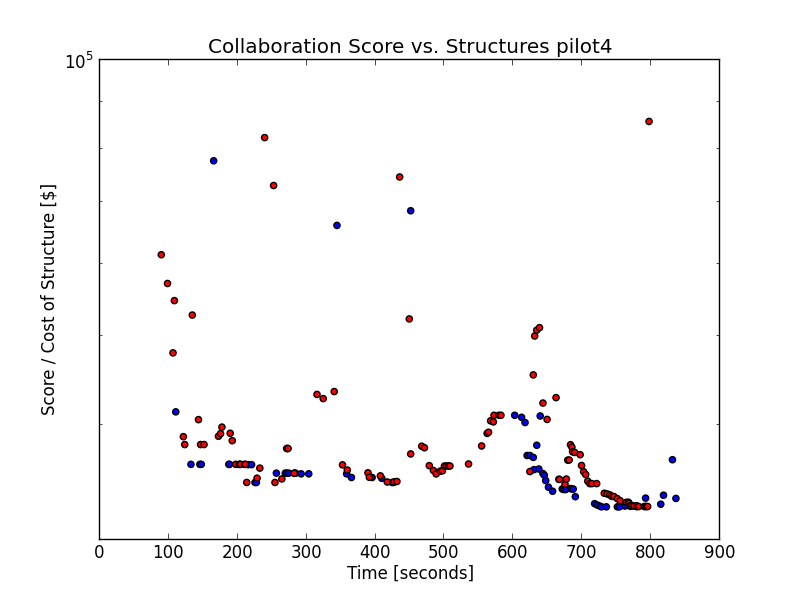 Collaboration Score vs. Structures pilot4
10^5
Score / Cost of Structure [$]
0 100 200 300 400 500 600 700 800 900
Time [seconds]